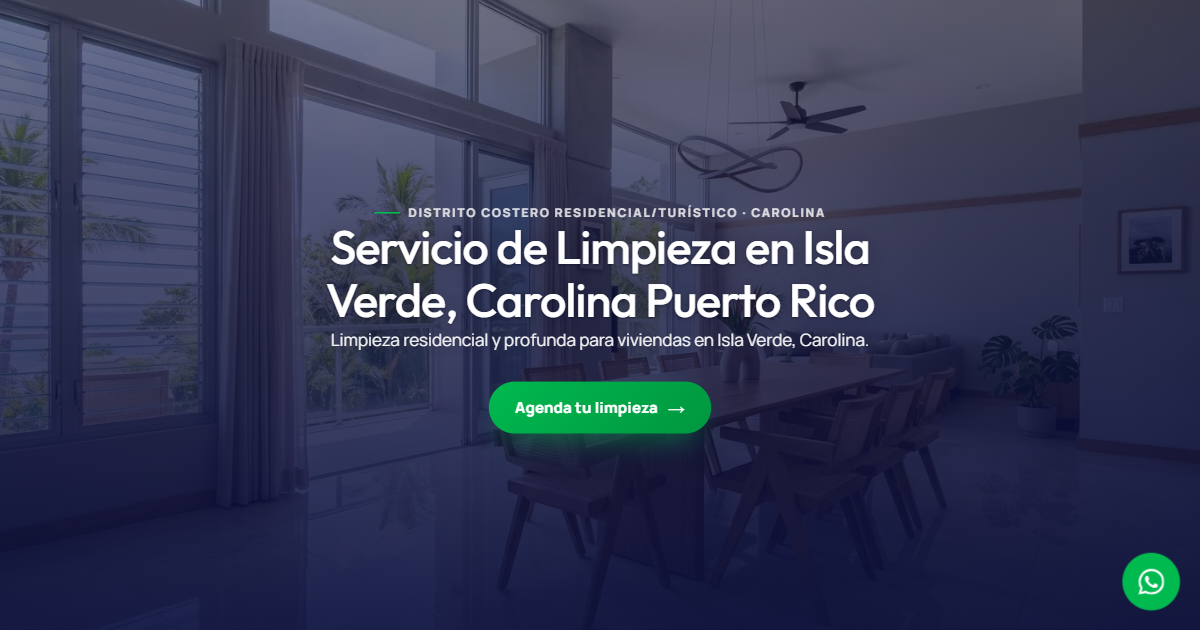 DISTRITO COSTERO RESIDENCIAL/TURÍSTICO · CAROLINA
Servicio de Limpieza en Isla
Verde, Carolina Puerto Rico
Limpieza residencial y profunda para viviendas en Isla Verde, Carolina.
Agenda tu limpieza →